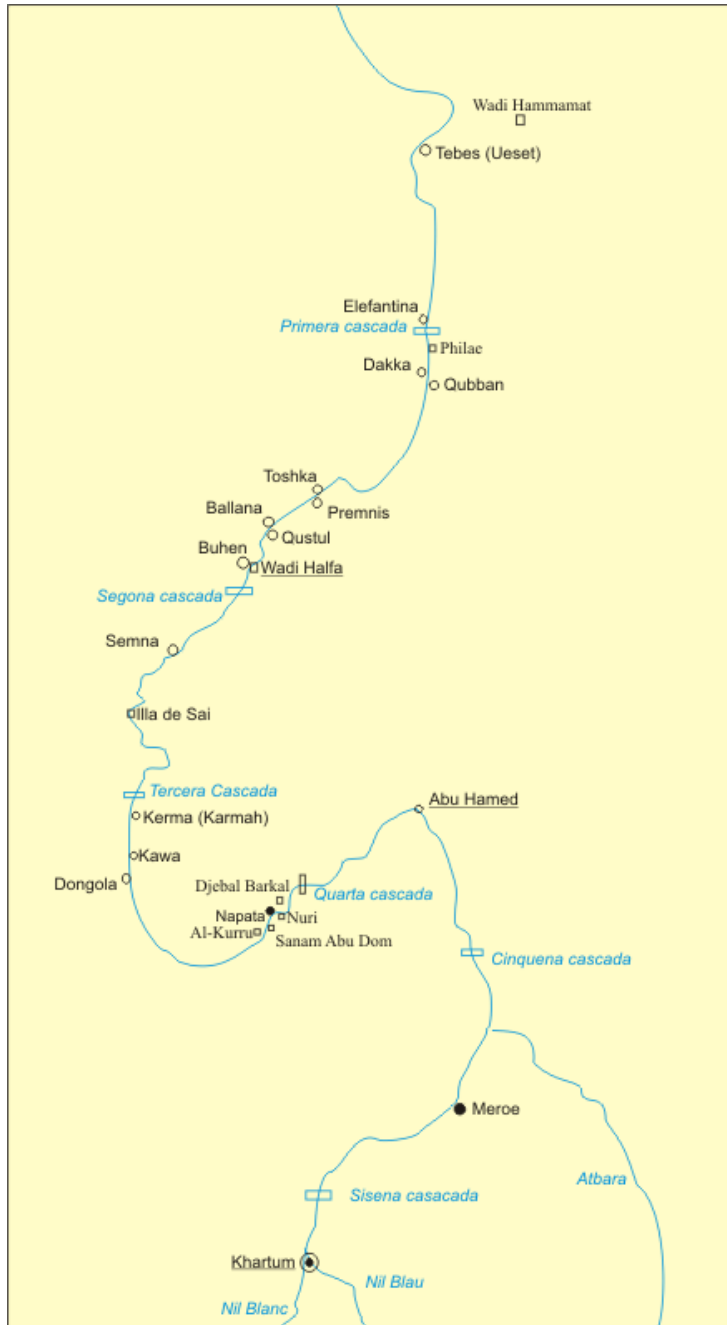 Wadi Hammamat
Tebes (Ueset)
Elefantina
Primera cascada
Philae
Dakka
Qubban
Toshka
Premnis
Ballana
Qustul
Buhen
Wadi Halfa
Segona cascada
Semna
Illa de Sai
Tercera Cascada
Abu Hamed
Kerma (Karmah)
Kawa
Dongola
Djebal Barkal
Quarta cascada
Napata
Nuri
Al-Kurru
Sanam Abu Dom
Cinquena cascada
Meroe
Atbara
Sisena casacada
Khartum
Nil Blau
Nil Blanc